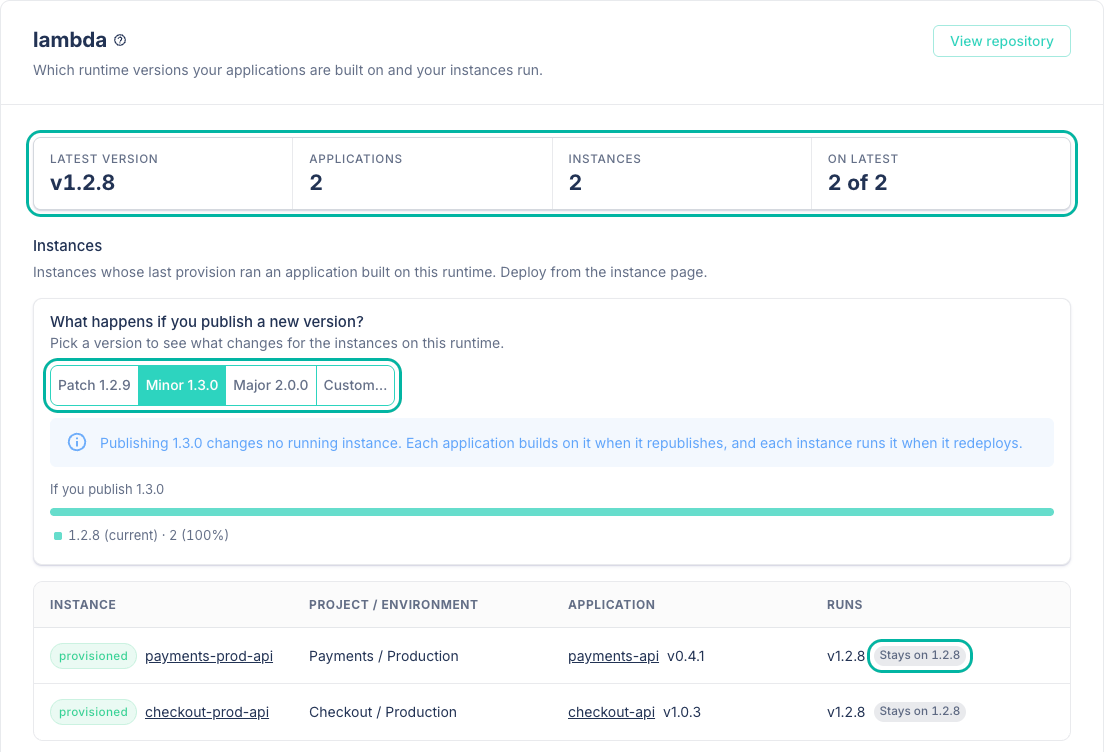 lambda
View repository
Which runtime versions your applications are built on and your instances run.
LATEST VERSION
v1.2.8
APPLICATIONS
2
INSTANCES
2
ON LATEST
2 of 2
Instances
Instances whose last provision ran an application built on this runtime. Deploy from the instance page.
What happens if you publish a new version?
Pick a version to see what changes for the instances on this runtime.
Patch 1.2.9 Minor 1.3.0 Major 2.0.0 Custom...
Publishing 1.3.0 changes no running instance. Each application builds on it when it republishes, and each instance runs it when it redeploys.
If you publish 1.3.0
1.2.8 (current) · 2 (100%)
INSTANCE PROJECT / ENVIRONMENT APPLICATION RUNS
provisioned payments-prod-api Payments / Production payments-api v0.4.1 v1.2.8 Stays on 1.2.8
provisioned checkout-prod-api Checkout / Production checkout-api v1.0.3 v1.2.8 Stays on 1.2.8